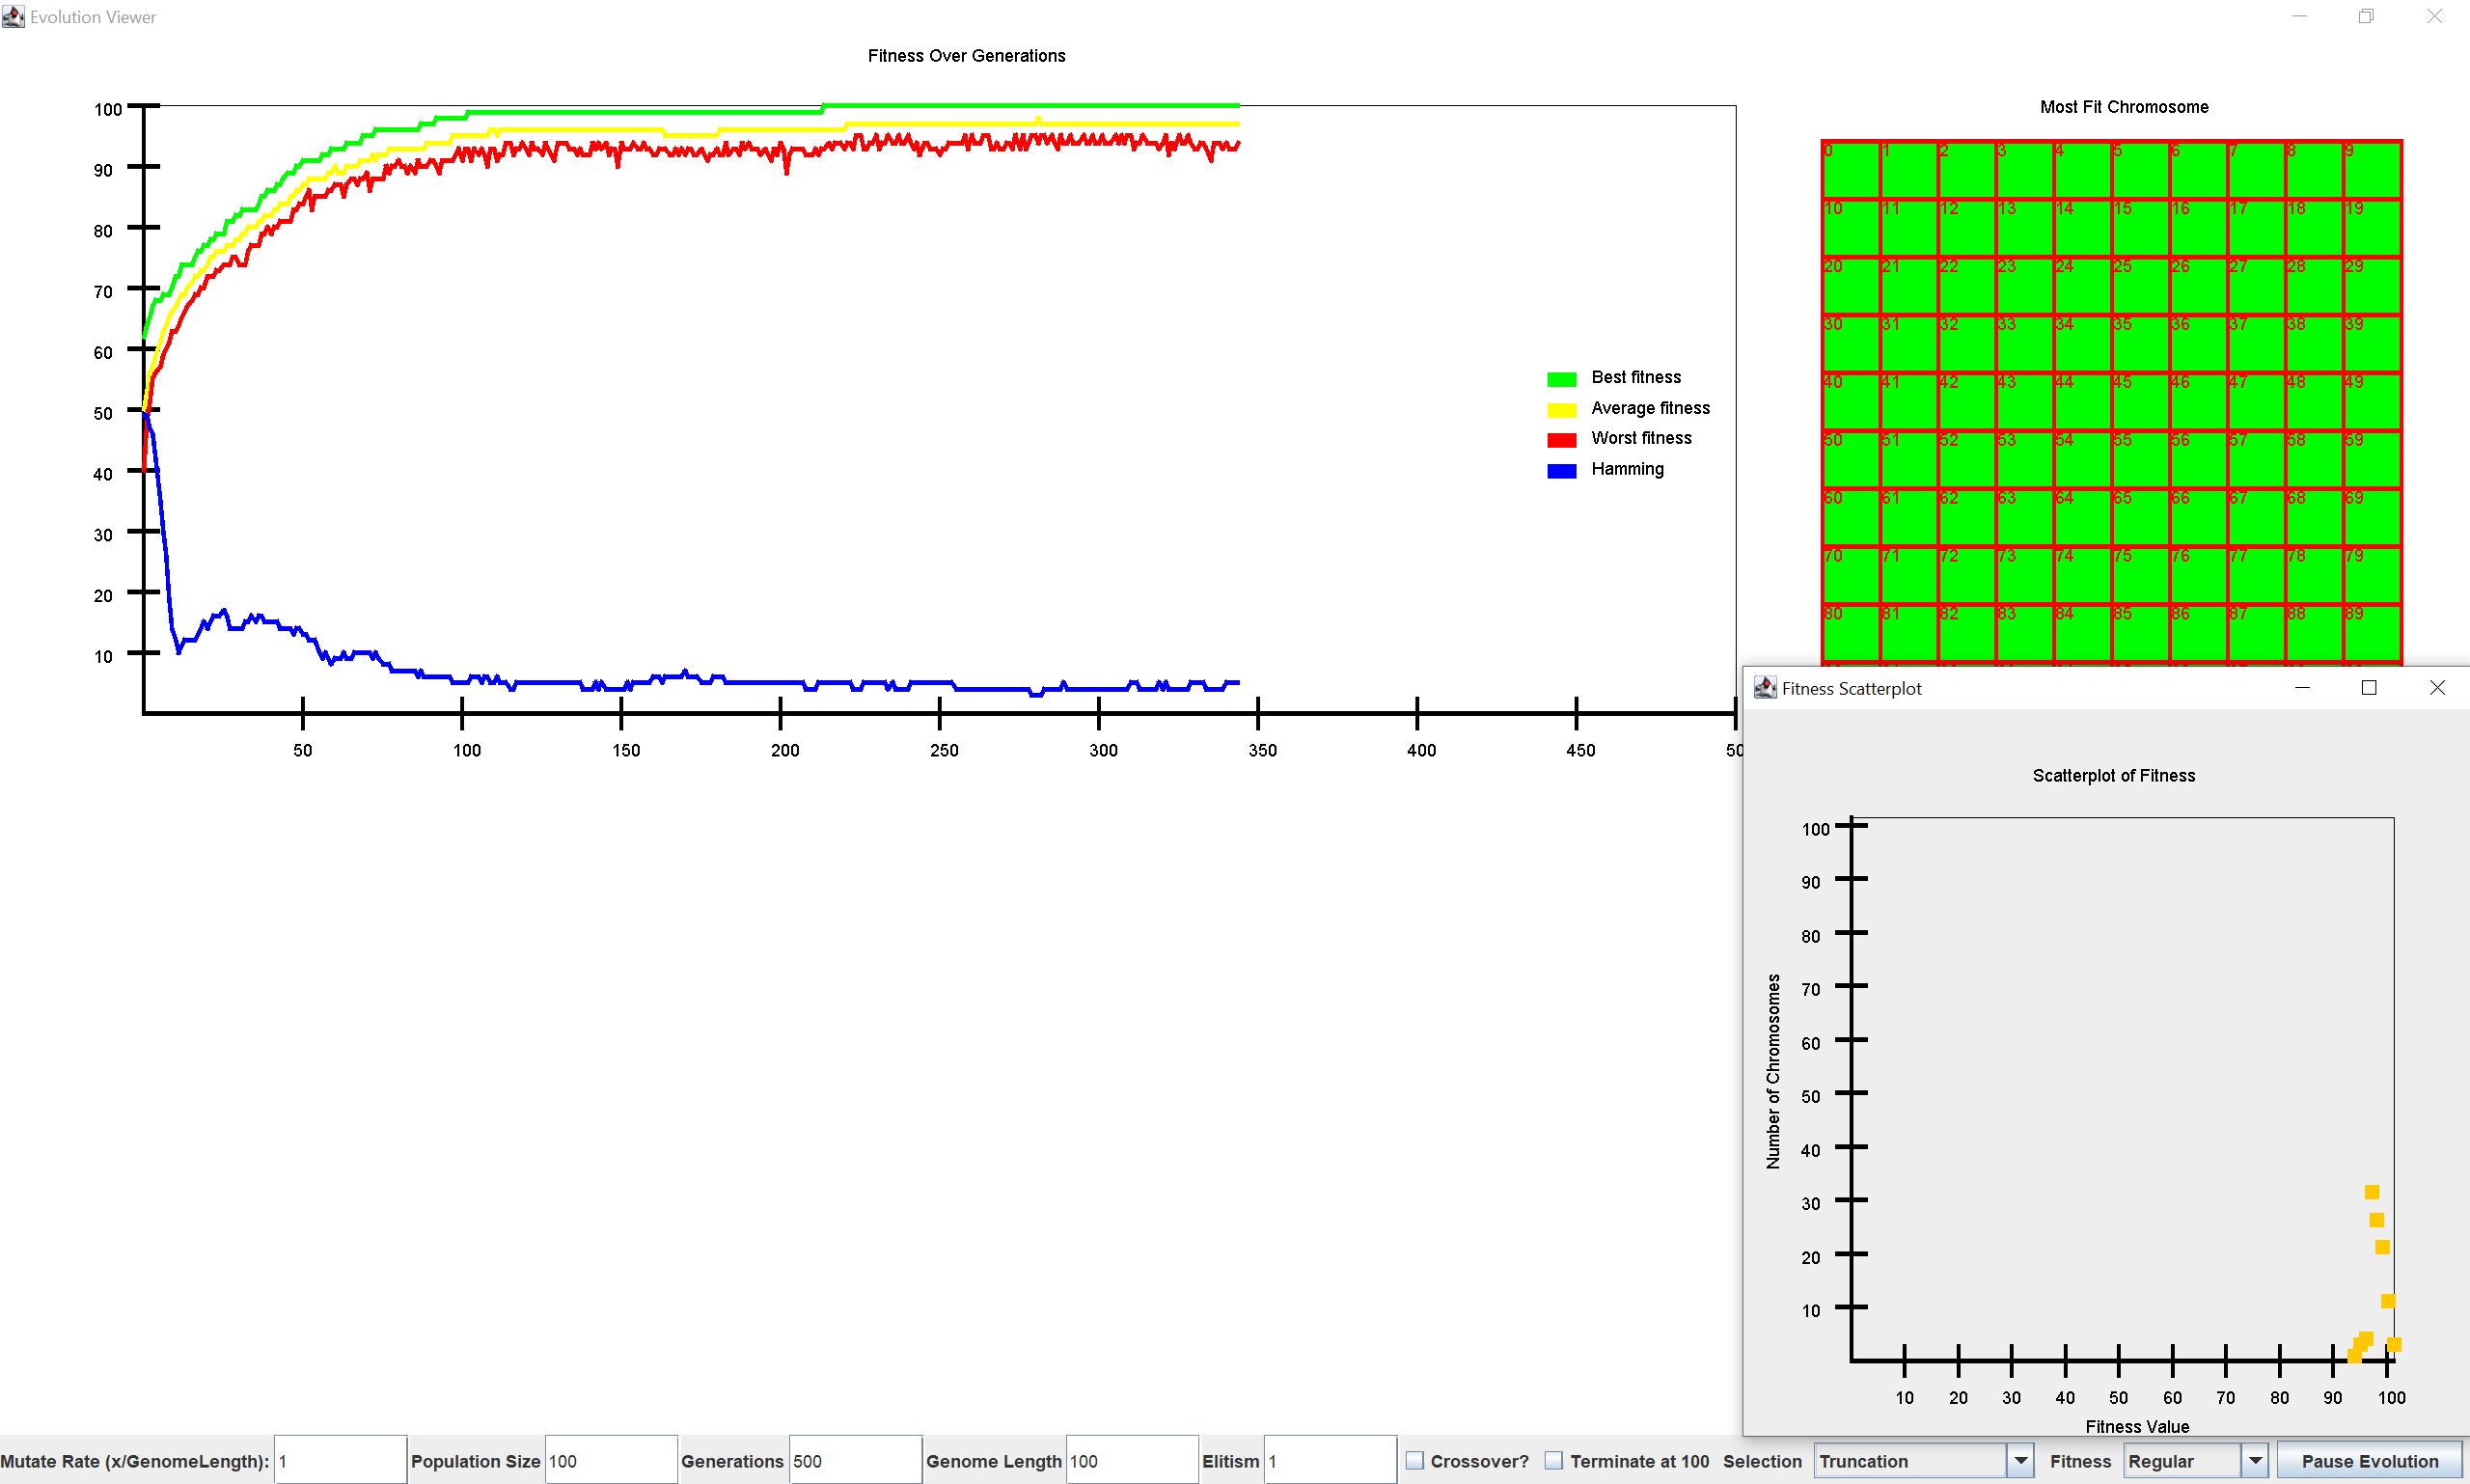 Evolution Viewer
Fitness Over Generations
100
90
80
70
60
50
40
30
20
10
50
100
150
200
250
300
350
400
450
50
Best fitness
Average fitness
Worst fitness
Hamming
Most Fit Chromosome
0 1 2 3 4 5 6 7 8 9
10 11 12 13 14 15 16 17 18 19
20 21 22 23 24 25 26 27 28 29
30 31 32 33 34 35 36 37 38 39
40 41 42 43 44 45 46 47 48 49
50 51 52 53 54 55 56 57 58 59
60 61 62 63 64 65 66 67 68 69
70 71 72 73 74 75 76 77 78 79
80 81 82 83 84 85 86 87 88 89
Fitness Scatterplot
Scatterplot of Fitness
Number of Chromosomes
100
90
80
70
60
50
40
30
20
10
10 20 30 40 50 60 70 80 90 100
Fitness Value
Mutate Rate (x/GenomeLength): 1 Population Size 100 Generations 500 Genome Length 100 Elitism 1 Crossover? Terminate at 100 Selection Truncation Fitness Regular Pause Evolution